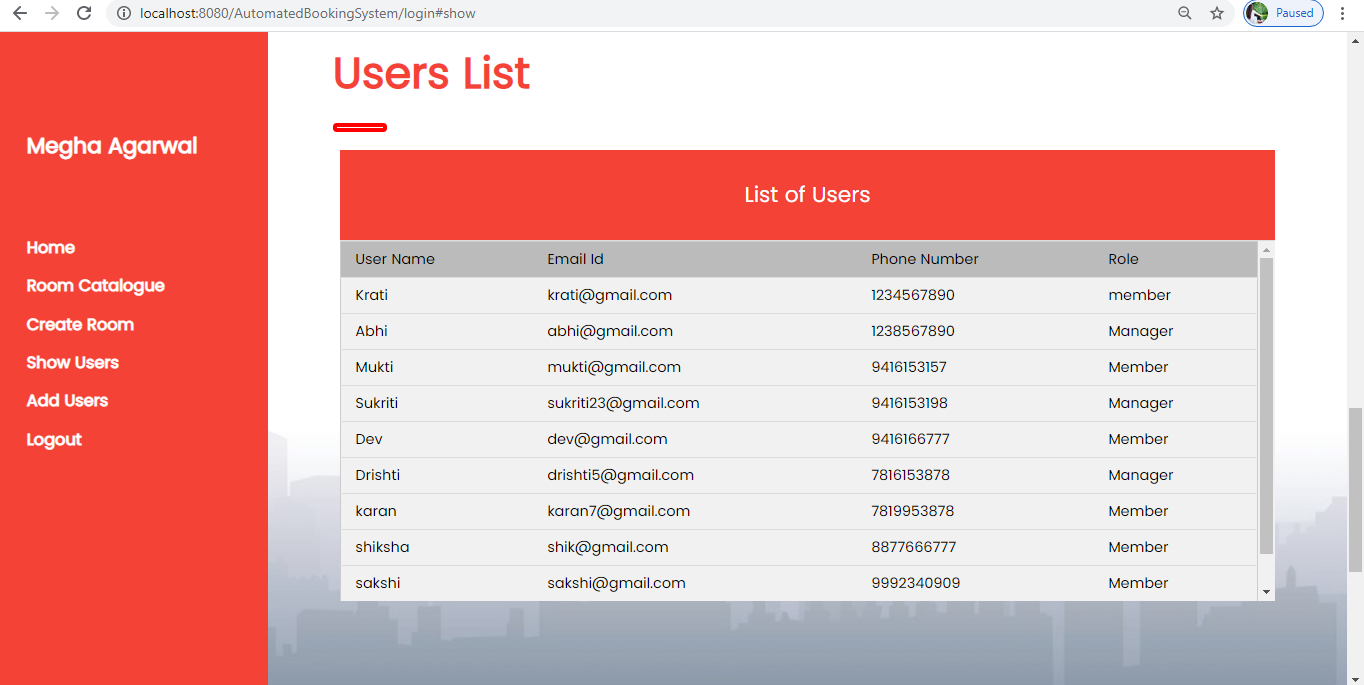 localhost:8080/AutomatedBookingSystem/login#show
Paused
Megha Agarwal
Home
Room Catalogue
Create Room
Show Users
Add Users
Logout
Users List
List of Users
User Name Email Id Phone Number Role
Krati krati@gmail.com 1234567890 member
Abhi abhi@gmail.com 1238567890 Manager
Mukti mukti@gmail.com 9416153157 Member
Sukriti sukriti23@gmail.com 9416153198 Manager
Dev dev@gmail.com 9416166777 Member
Drishti drishti5@gmail.com 7816153878 Manager
karan karan7@gmail.com 7819953878 Member
shiksha shik@gmail.com 8877666777 Member
sakshi sakshi@gmail.com 9992340909 Member